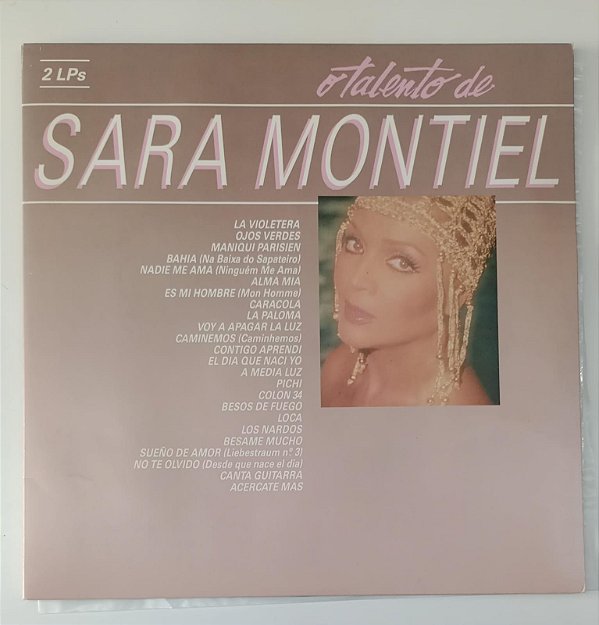 2 LPs
o talento de
SARA MONTIEL
LA VIOLETERA
OJOS VERDES
MANIQUI PARISIEN
BAHIA (Na Baixa do Sapateiro)
NADIE ME AMA (Ninguém Me Ama)
ALMA MIA
ES MI HOMBRE (Mon Homme)
CARACOLA
LA PALOMA
VOY A APAGAR LA LUZ
CAMINEMOS (Caminhemos)
CONTIGO APRENDI
EL DIA QUE NACI YO
A MEDIA LUZ
PICHI
COLON 34
BESOS DE FUEGO
LOCA
LOS NARDOS
BESAME MUCHO
SUEÑO DE AMOR (Liebestraum nº 3)
NO TE OLVIDO (Desde que nace el día)
CANTA GUITARRA
ACERCATE MAS